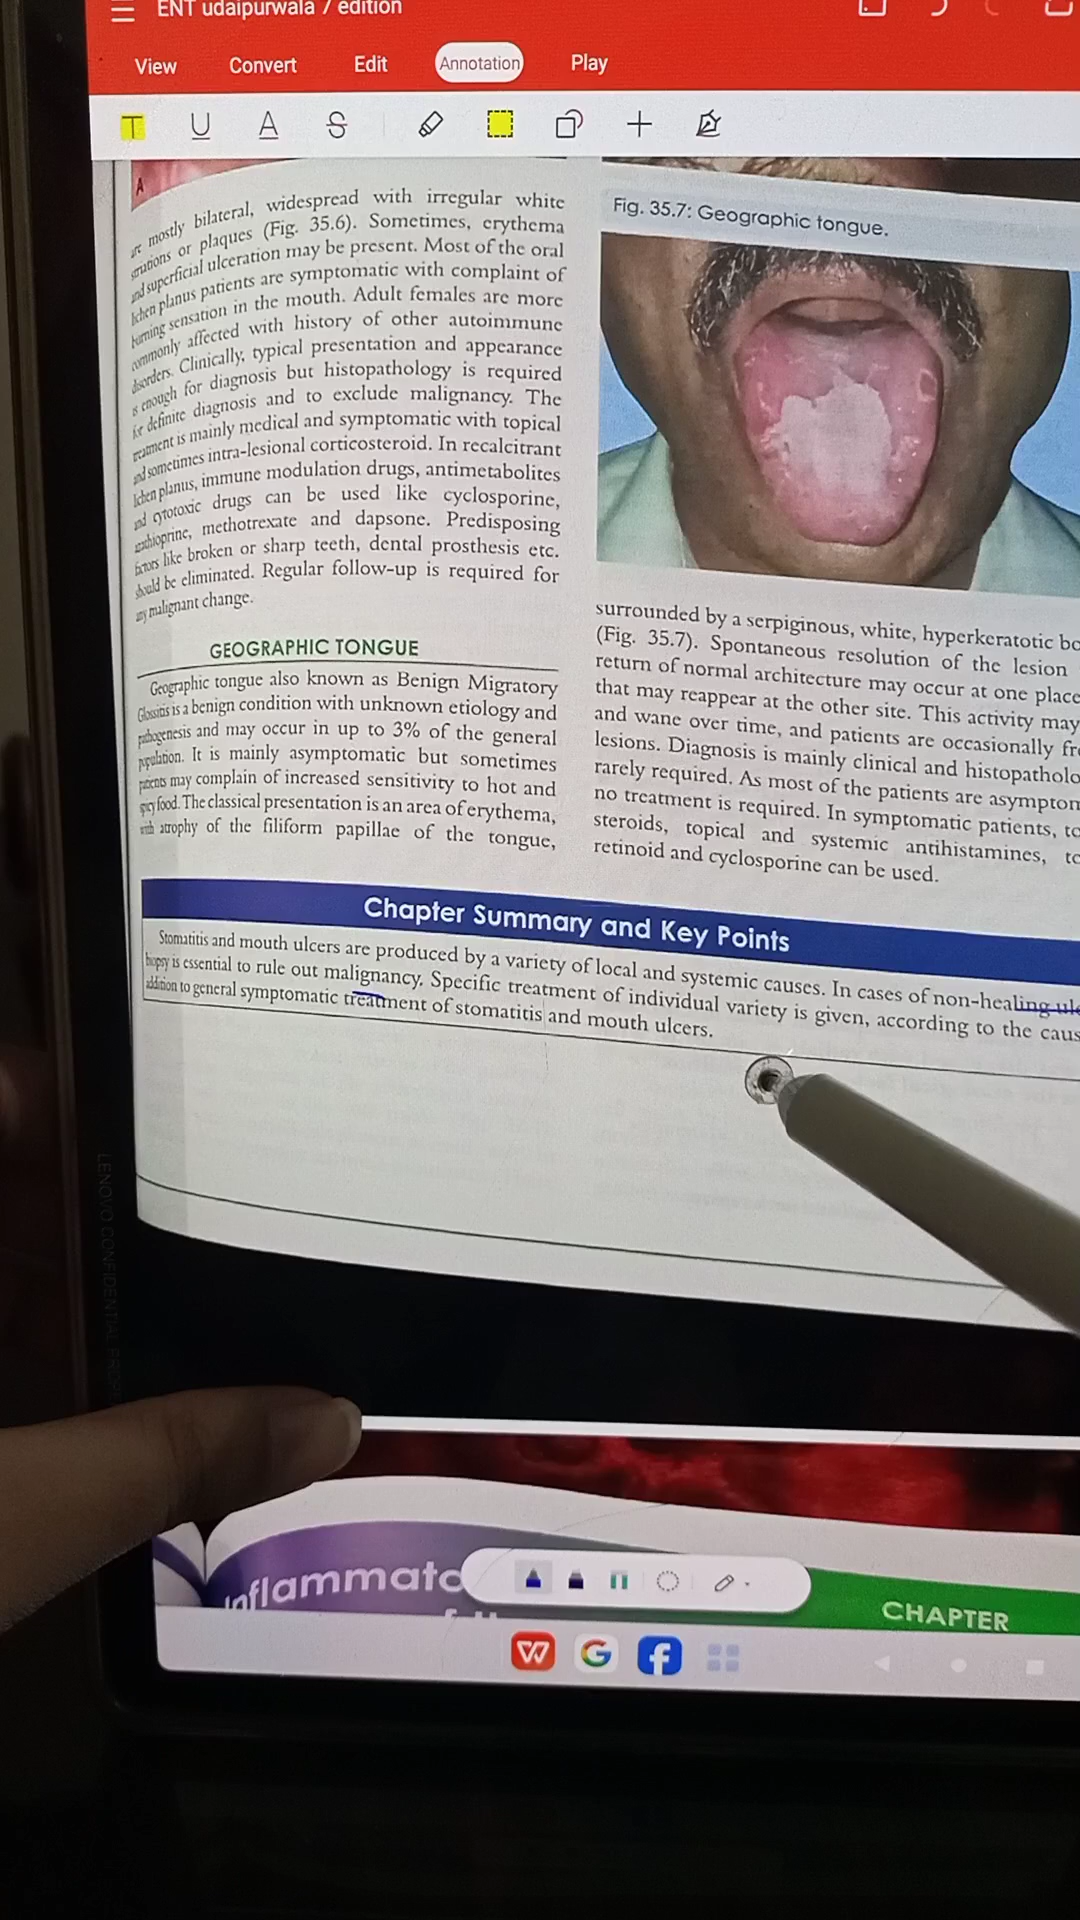 ENT udaipurwala 7 edition
View Convert Edit Annotation Play
T U A S
A
are mostly bilateral, widespread with irregular white
striations or plaques (Fig. 35.6). Sometimes, erythema
and superficial ulceration may be present. Most of the oral
lichen planus patients are symptomatic with complaint of
burning sensation in the mouth. Adult females are more
commonly affected with history of other autoimmune
disorders. Clinically, typical presentation and appearance
is enough for diagnosis but histopathology is required
for definite diagnosis and to exclude malignancy. The
treatment is mainly medical and symptomatic with topical
and sometimes intra-lesional corticosteroid. In recalcitrant
lichen planus, immune modulation drugs, antimetabolites
and cytotoxic drugs can be used like cyclosporine,
azathioprine, methotrexate and dapsone. Predisposing
factors like broken or sharp teeth, dental prosthesis etc.
should be eliminated. Regular follow-up is required for
any malignant change.
GEOGRAPHIC TONGUE
Geographic tongue also known as Benign Migratory
Glossitis is a benign condition with unknown etiology and
pathogenesis and may occur in up to 3% of the general
population. It is mainly asymptomatic but sometimes
patients may complain of increased sensitivity to hot and
spicy food. The classical presentation is an area of erythema,
with atrophy of the filiform papillae of the tongue,
Fig. 35.7: Geographic tongue.
surrounded by a serpiginous, white, hyperkeratotic bo
(Fig. 35.7). Spontaneous resolution of the lesion
return of normal architecture may occur at one place
that may reappear at the other site. This activity may
and wane over time, and patients are occasionally fre
lesions. Diagnosis is mainly clinical and histopatholo
rarely required. As most of the patients are asymptom
no treatment is required. In symptomatic patients, to
steroids, topical and systemic antihistamines, to
retinoid and cyclosporine can be used.
Chapter Summary and Key Points
Stomatitis and mouth ulcers are produced by a variety of local and systemic causes. In cases of non-healing ulc
biopsy is essential to rule out malignancy. Specific treatment of individual variety is given, according to the caus
addition to general symptomatic treatment of stomatitis and mouth ulcers.
LENOVO CONFIDENTIAL
Inflammato
CHAPTER